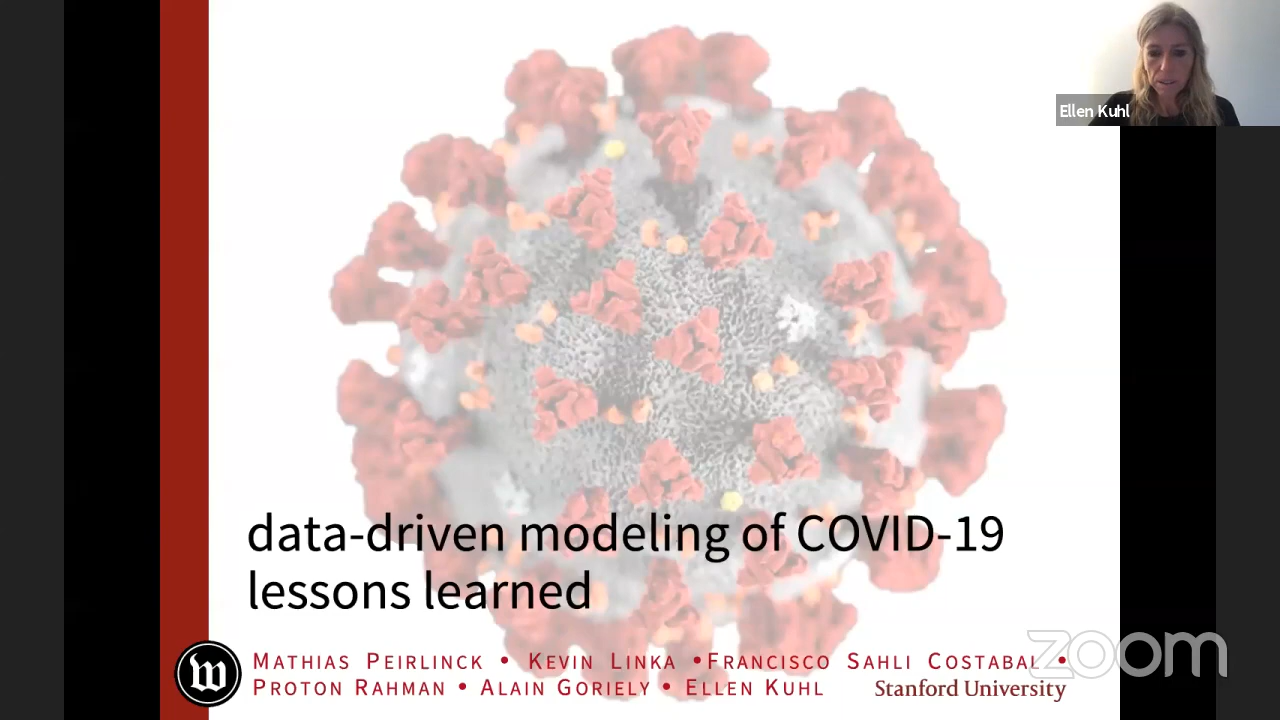 Ellen Kuhl
data-driven modeling of COVID-19
lessons learned
MATHIAS PEIRLINCK • KEVIN LINKA •FRANCISCO SAHLI COSTABAL •
PROTON RAHMAN • ALAIN GORIELY • ELLEN KUHL
Stanford University
zoom
W